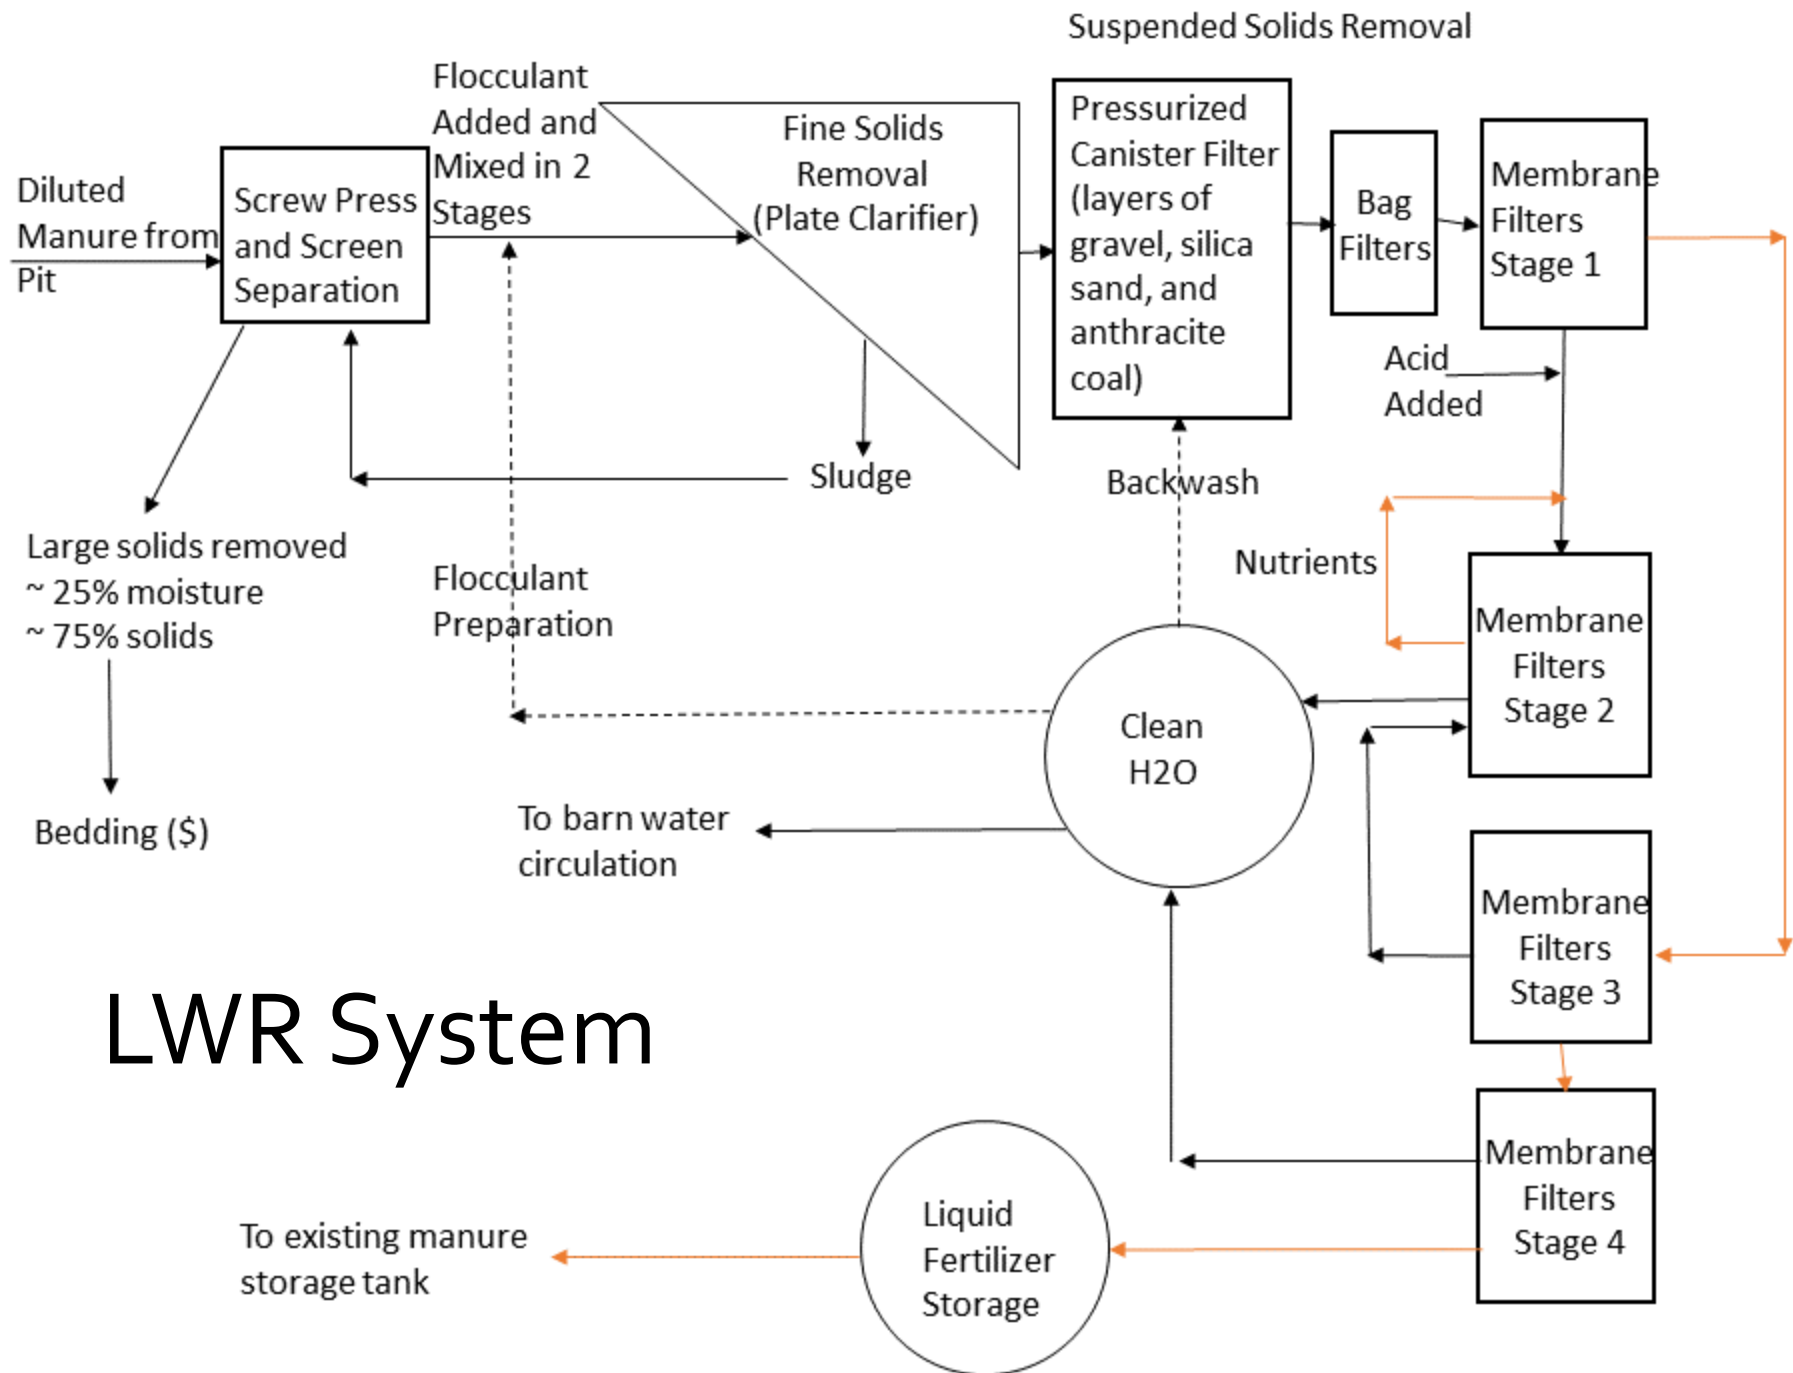 Suspended Solids Removal
Flocculant
Added and
Mixed in 2
Stages
Diluted
Manure from
Pit
Screw Press
and Screen
Separation
Fine Solids
Removal
(Plate Clarifier)
Pressurized
Canister Filter
(layers of
gravel, silica
sand, and
anthracite
coal)
Bag
Filters
Membrane
Filters
Stage 1
Acid
Added
Sludge
Backwash
Large solids removed
~ 25% moisture
~ 75% solids
Flocculant
Preparation
Nutrients
Membrane
Filters
Stage 2
Clean
H2O
Bedding ($)
To barn water
circulation
Membrane
Filters
Stage 3
LWR System
Membrane
Filters
Stage 4
Liquid
Fertilizer
Storage
To existing manure
storage tank